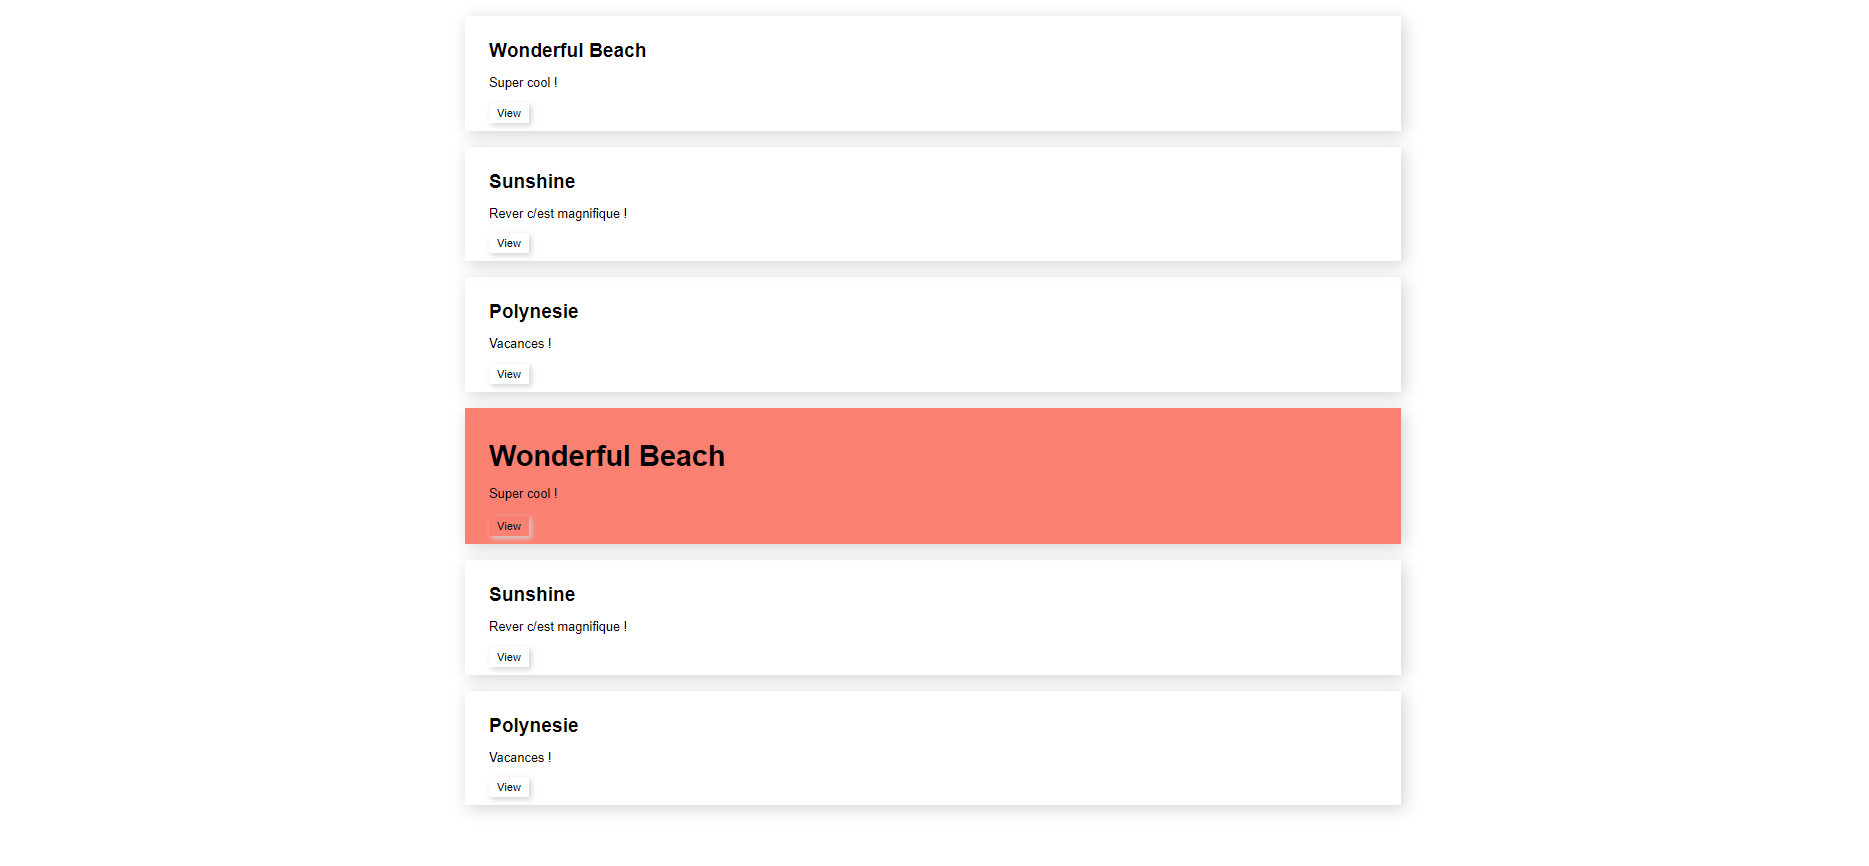 Wonderful Beach
Super cool !
View
Sunshine
Rever c/est magnifique !
View
Polynesie
Vacances !
View
Wonderful Beach
Super cool !
View
Sunshine
Rever c/est magnifique !
View
Polynesie
Vacances !
View